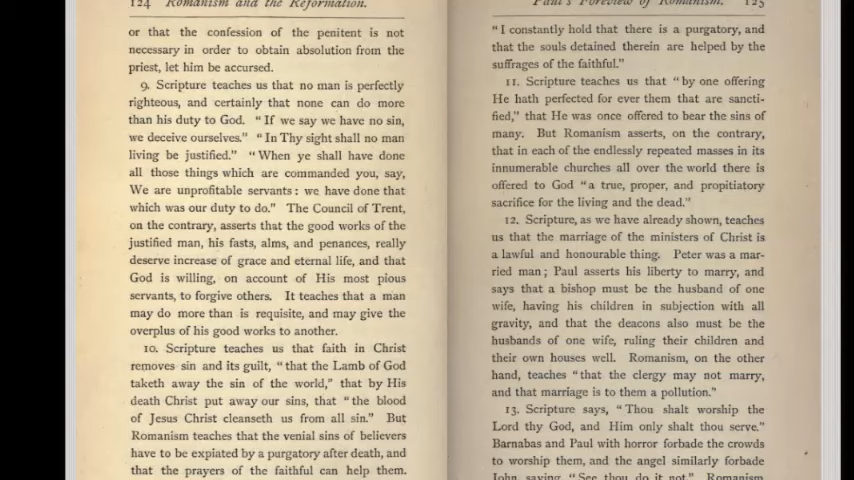 124 Romanism and the Reformation.
or that the confession of the penitent is not
necessary in order to obtain absolution from the
priest, let him be accursed.
9. Scripture teaches us that no man is perfectly
righteous, and certainly that none can do more
than his duty to God. "If we say we have no sin,
we deceive ourselves." "In Thy sight shall no man
living be justified." "When ye shall have done
all those things which are commanded you, say,
We are unprofitable servants: we have done that
which was our duty to do." The Council of Trent,
on the contrary, asserts that the good works of the
justified man, his fasts, alms, and penances, really
deserve increase of grace and eternal life, and that
God is willing, on account of His most pious
servants, to forgive others. It teaches that a man
may do more than is requisite, and may give the
overplus of his good works to another.
10. Scripture teaches us that faith in Christ
removes sin and its guilt, "that the Lamb of God
taketh away the sin of the world," that by His
death Christ put away our sins, that "the blood
of Jesus Christ cleanseth us from all sin." But
Romanism teaches that the venial sins of believers
have to be expiated by a purgatory after death, and
that the prayers of the faithful can help them.
Paul's Foreview of Romanism. 125
"I constantly hold that there is a purgatory, and
that the souls detained therein are helped by the
suffrages of the faithful."
11. Scripture teaches us that "by one offering
He hath perfected for ever them that are sancti-
fied," that He was once offered to bear the sins of
many. But Romanism asserts, on the contrary,
that in each of the endlessly repeated masses in its
innumerable churches all over the world there is
offered to God "a true, proper, and propitiatory
sacrifice for the living and the dead."
12. Scripture, as we have already shown, teaches
us that the marriage of the ministers of Christ is
a lawful and honourable thing. Peter was a mar-
ried man; Paul asserts his liberty to marry, and
says that a bishop must be the husband of one
wife, having his children in subjection with all
gravity, and that the deacons also must be the
husbands of one wife, ruling their children and
their own houses well. Romanism, on the other
hand, teaches "that the clergy may not marry,
and that marriage is to them a pollution."
13. Scripture says, "Thou shalt worship the
Lord thy God, and Him only shalt thou serve."
Barnabas and Paul with horror forbade the crowds
to worship them, and the angel similarly forbade
John, saying, "See thou do it not." Romanism